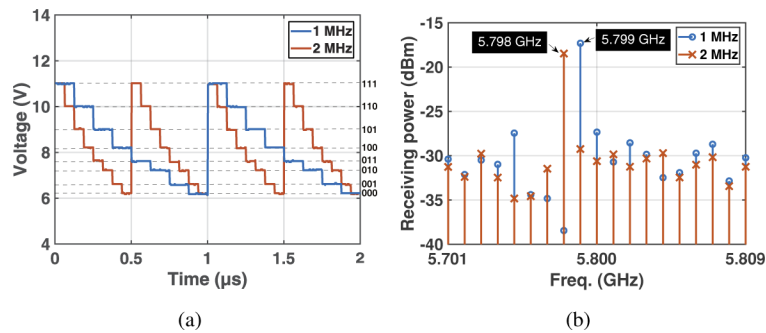 (a)
14
1 MHz
2 MHz
12
10
8
6
4
Voltage (V)
111
110
101
100
011
010
001
000
0
0.5
1
1.5
2
Time (μs)
(a)
(b)
-15
-20
-25
-30
-35
-40
Receiving power (dBm)
5.798 GHz
5.799 GHz
1 MHz
2 MHz
5.701
5.800
5.809
Freq. (GHz)
(b)